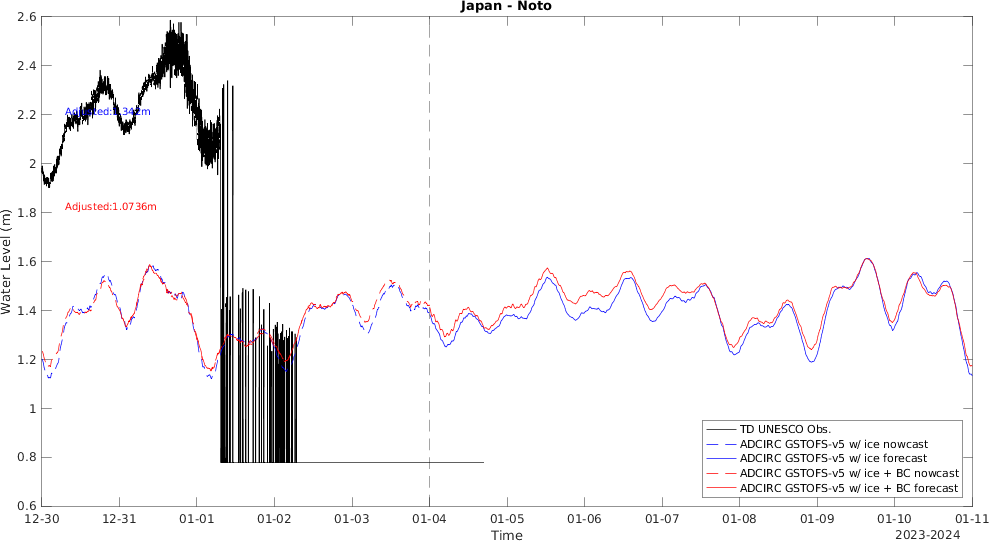 Japan - Noto
2.6
2.4
2.2
2
1.8
1.6
1.4
1.2
1
0.8
0.6
Water Level (m)
Adjusted:1.0736m
TD UNESCO Obs.
ADCIRC GSTOFS-v5 w/ ice nowcast
ADCIRC GSTOFS-v5 w/ ice forecast
ADCIRC GSTOFS-v5 w/ ice + BC nowcast
ADCIRC GSTOFS-v5 w/ ice + BC forecast
12-30 12-31 01-01 01-02 01-03 01-04 01-05 01-06 01-07 01-08 01-09 01-10 01-11
Time
2023-2024